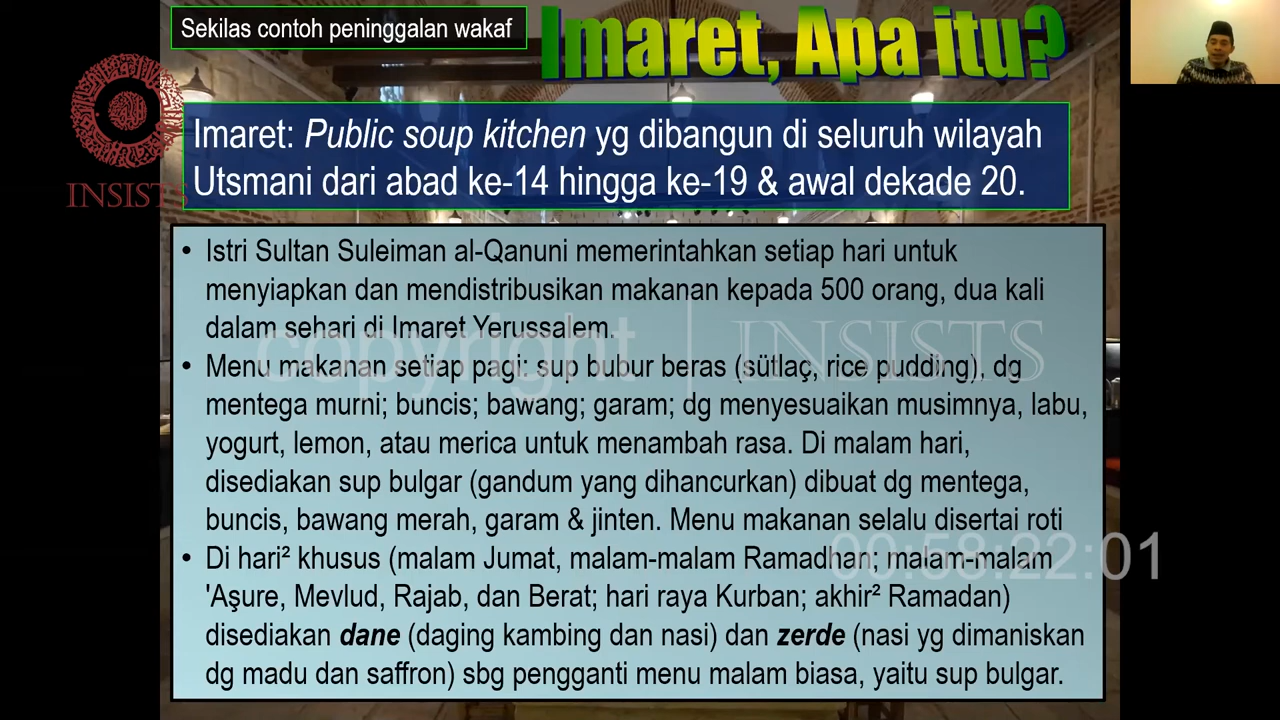 Sekilas contoh peninggalan wakaf
Imaret, Apa itu?
INSISTS
Imaret: Public soup kitchen yg dibangun di seluruh wilayah
Utsmani dari abad ke-14 hingga ke-19 & awal dekade 20.
• Istri Sultan Suleiman al-Qanuni memerintahkan setiap hari untuk
menyiapkan dan mendistribusikan makanan kepada 500 orang, dua kali
dalam sehari di Imaret Yerussalem.
copyright | INSISTS
• Menu makanan setiap pagi: sup bubur beras (sütlaç, rice pudding), dg
mentega murni; buncis; bawang; garam; dg menyesuaikan musimnya, labu,
yogurt, lemon, atau merica untuk menambah rasa. Di malam hari,
disediakan sup bulgar (gandum yang dihancurkan) dibuat dg mentega,
buncis, bawang merah, garam & jinten. Menu makanan selalu disertai roti
• Di hari² khusus (malam Jumat, malam-malam Ramadhan; malam-malam
00:58:22:01
'Aşure, Mevlud, Rajab, dan Berat; hari raya Kurban; akhir² Ramadan)
disediakan dane (daging kambing dan nasi) dan zerde (nasi yg dimaniskan
dg madu dan saffron) sbg pengganti menu malam biasa, yaitu sup bulgar.